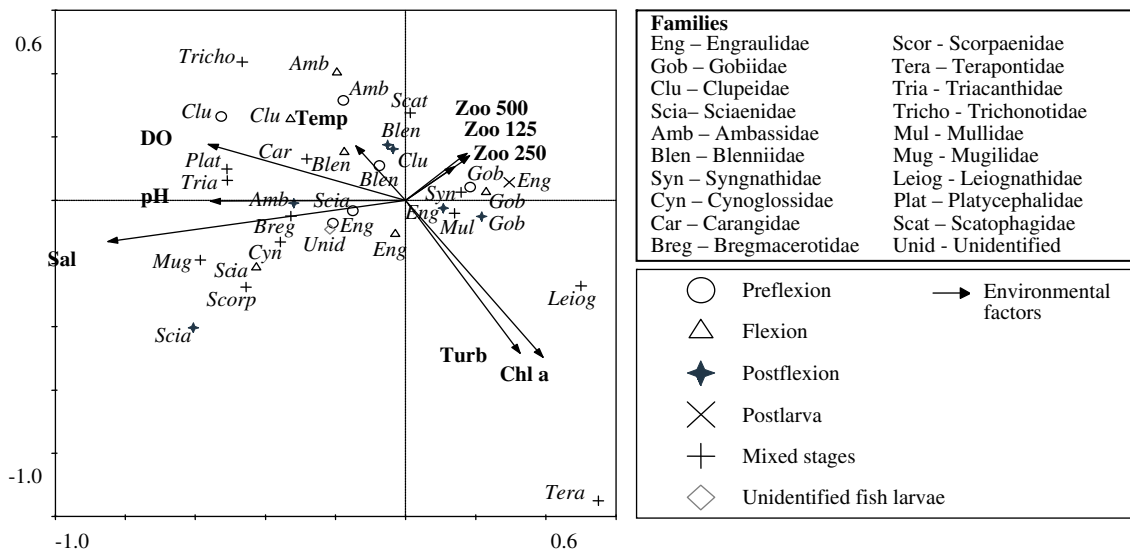 0.6
Tricho
Amb
Amb
Scat
Clu
Clu
Temp
Blen
Zoo 500
Zoo 125
Zoo 250
DO
Plat
Car
Blen
Blen
Clu
Tria
Gob
Eng
pH
Amb
Scia
Syn
Gob
Breg
Eng
Eng
Mul
Gob
Unid
Cyn
Eng
Sal
Mug
Scia
Scorp
Leiog
Scia
Turb
Chl a
-1.0
Tera
-1.0
0.6
Families
Eng – Engraulidae
Gob – Gobiidae
Clu – Clupeidae
Scia– Sciaenidae
Amb – Ambassidae
Blen – Blenniidae
Syn – Syngnathidae
Cyn – Cynoglossidae
Car – Carangidae
Breg – Bregmacerotidae
Scor - Scorpaenidae
Tera – Terapontidae
Tria - Triacanthidae
Tricho - Trichonotidae
Mul - Mullidae
Mug - Mugilidae
Leiog - Leiognathidae
Plat - Platycephalidae
Scat - Scatophagidae
Unid - Unidentified
Preflexion
Flexion
Postflexion
Postlarva
Mixed stages
Unidentified fish larvae
Environmental
factors